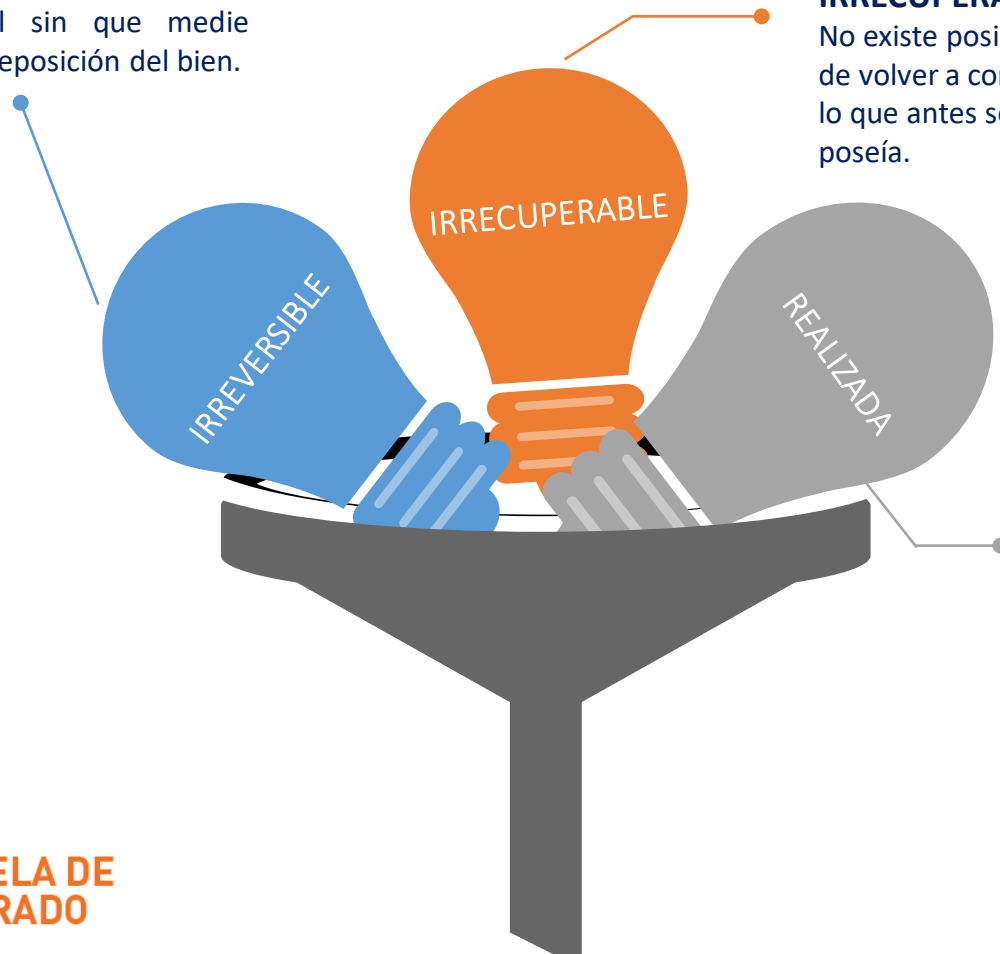 sin que medie
eposición del bien.
IRRECUPERA
No existe posi
de volver a co
lo que antes s
poseía.
IRRECUPERABLE
IRREVERSIBLE
REALIZADA
ELA DE
RADO